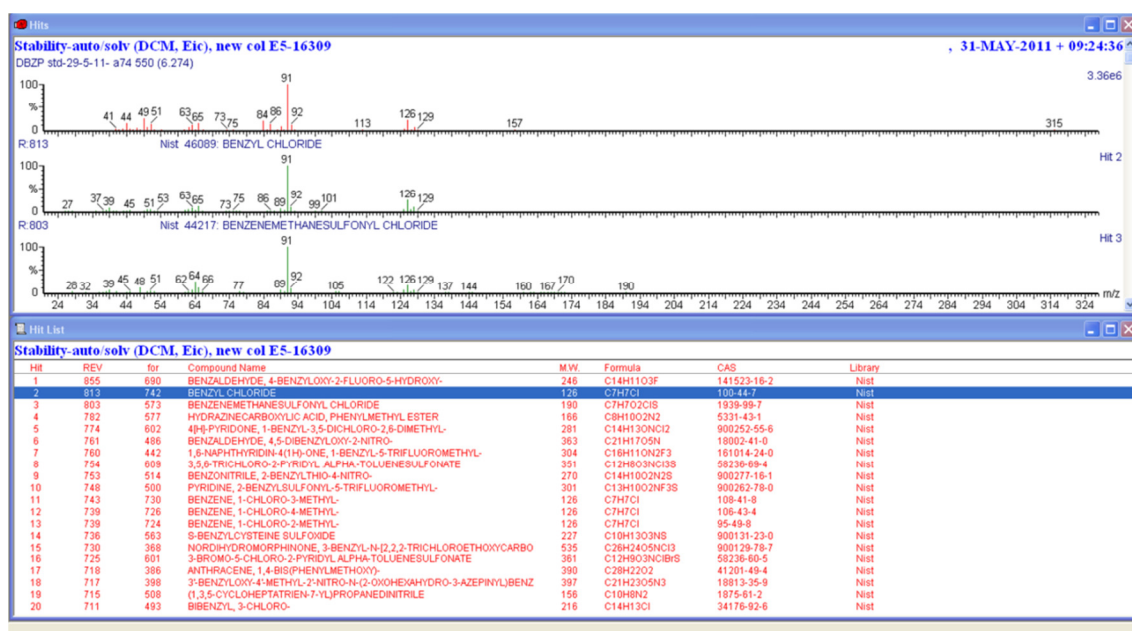 Hits
Stability-auto/solv (DCM, Eic), new col E5-16309 , 31-MAY-2011 + 09:24:36
DBZP std-29-5-11- a74 550 (6.274)
91 3.36e6
100
%
41 44 49 51 63 65 73 75 84 86 92 113 126 129 157 315
0
R:813 Nist 46089: BENZYL CHLORIDE
91 Hit 2
100
%
27 37 39 45 51 53 63 65 73 75 86 89 92 99 101 126 129
0
R:803 Nist 44217: BENZENEMETHANESULFONYL CHLORIDE
91 Hit 3
100
%
28 32 39 45 48 51 62 64 66 77 89 92 105 122 126 129 137 144 160 167 170 190
0 m/z
24 34 44 54 64 74 84 94 104 114 124 134 144 154 164 174 184 194 204 214 224 234 244 254 264 274 284 294 304 314 324
Hit List
Stability-auto/solv (DCM, Eic), new col E5-16309
Hit REV for Compound Name M.W. Formula CAS Library
1 855 690 BENZALDEHYDE, 4-BENZYLOXY-2-FLUORO-5-HYDROXY- 246 C14H11O3F 141523-16-2 Nist
2 813 742 BENZYL CHLORIDE 126 C7H7Cl 100-44-7 Nist
3 803 573 BENZENEMETHANESULFONYL CHLORIDE 190 C7H7O2ClS 1939-99-7 Nist
4 782 577 HYDRAZINECARBOXYLIC ACID, PHENYLMETHYL ESTER 166 C8H10O2N2 5331-43-1 Nist
5 774 602 4[H]-PYRIDONE, 1-BENZYL-3,5-DICHLORO-2,6-DIMETHYL- 281 C14H13ONCl2 900252-55-6 Nist
6 761 486 BENZALDEHYDE, 4,5-DIBENZYLOXY-2-NITRO- 363 C21H17O5N 18002-41-0 Nist
7 760 442 1,6-NAPHTHYRIDIN-4(1H)-ONE, 1-BENZYL-5-TRIFLUOROMETHYL- 304 C16H11ON2F3 161014-24-0 Nist
8 754 609 3,5,6-TRICHLORO-2-PYRIDYL ALPHA-TOLUENESULFONATE 351 C12H8O3NCl3S 58236-69-4 Nist
9 753 514 BENZONITRILE, 2-BENZYLTHIO-4-NITRO- 270 C14H10O2N2S 900277-16-1 Nist
10 748 500 PYRIDINE, 2-BENZYLSULFONYL-5-TRIFLUOROMETHYL- 301 C13H10O2NF3S 900262-78-0 Nist
11 743 730 BENZENE, 1-CHLORO-3-METHYL- 126 C7H7Cl 108-41-8 Nist
12 739 726 BENZENE, 1-CHLORO-4-METHYL- 126 C7H7Cl 106-43-4 Nist
13 739 724 BENZENE, 1-CHLORO-2-METHYL- 126 C7H7Cl 95-49-8 Nist
14 736 563 S-BENZYLCYSTEINE SULFOXIDE 227 C10H13O3NS 900131-23-0 Nist
15 730 368 NORDIHYDROMORPHINONE, 3-BENZYL-N-[2,2,2-TRICHLOROETHOXYCARBO 535 C26H24O5NCl3 900129-78-7 Nist
16 725 601 3-BROMO-5-CHLORO-2-PYRIDYL ALPHA-TOLUENESULFONATE 361 C12H9O3NClBrS 58236-60-5 Nist
17 718 386 ANTHRACENE, 1,4-BIS(PHENYLMETHOXY)- 390 C28H22O2 41201-49-4 Nist
18 717 398 3'-BENZYLOXY-4'-METHYL-2'-NITRO-N-(2-OXOHEXAHYDRO-3-AZEPINYL)BENZ 397 C21H23O5N3 18813-35-9 Nist
19 715 508 (1,3,5-CYCLOHEPTATRIEN-7-YL)PROPANEDINITRILE 156 C10H8N2 1875-61-2 Nist
20 711 493 BIBENZYL, 3-CHLORO- 216 C14H13Cl 34176-92-6 Nist